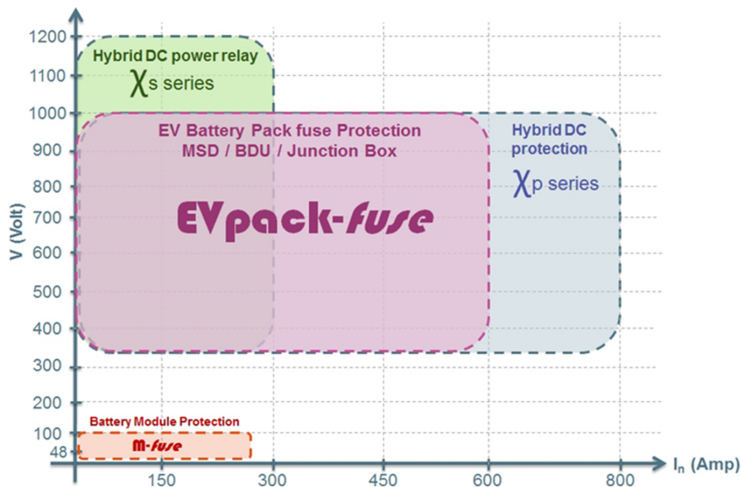 1200
Hybrid DC power relay
1100
χs series
1000
EV Battery Pack fuse Protection
Hybrid DC
900
MSD / BDU / Junction Box
protection
800
χp series
700
EVpack-fuse
V (Volt)
600
500
400
300
200
Battery Module Protection
100
M-fuse
48
150
300
450
600
800
In (Amp)